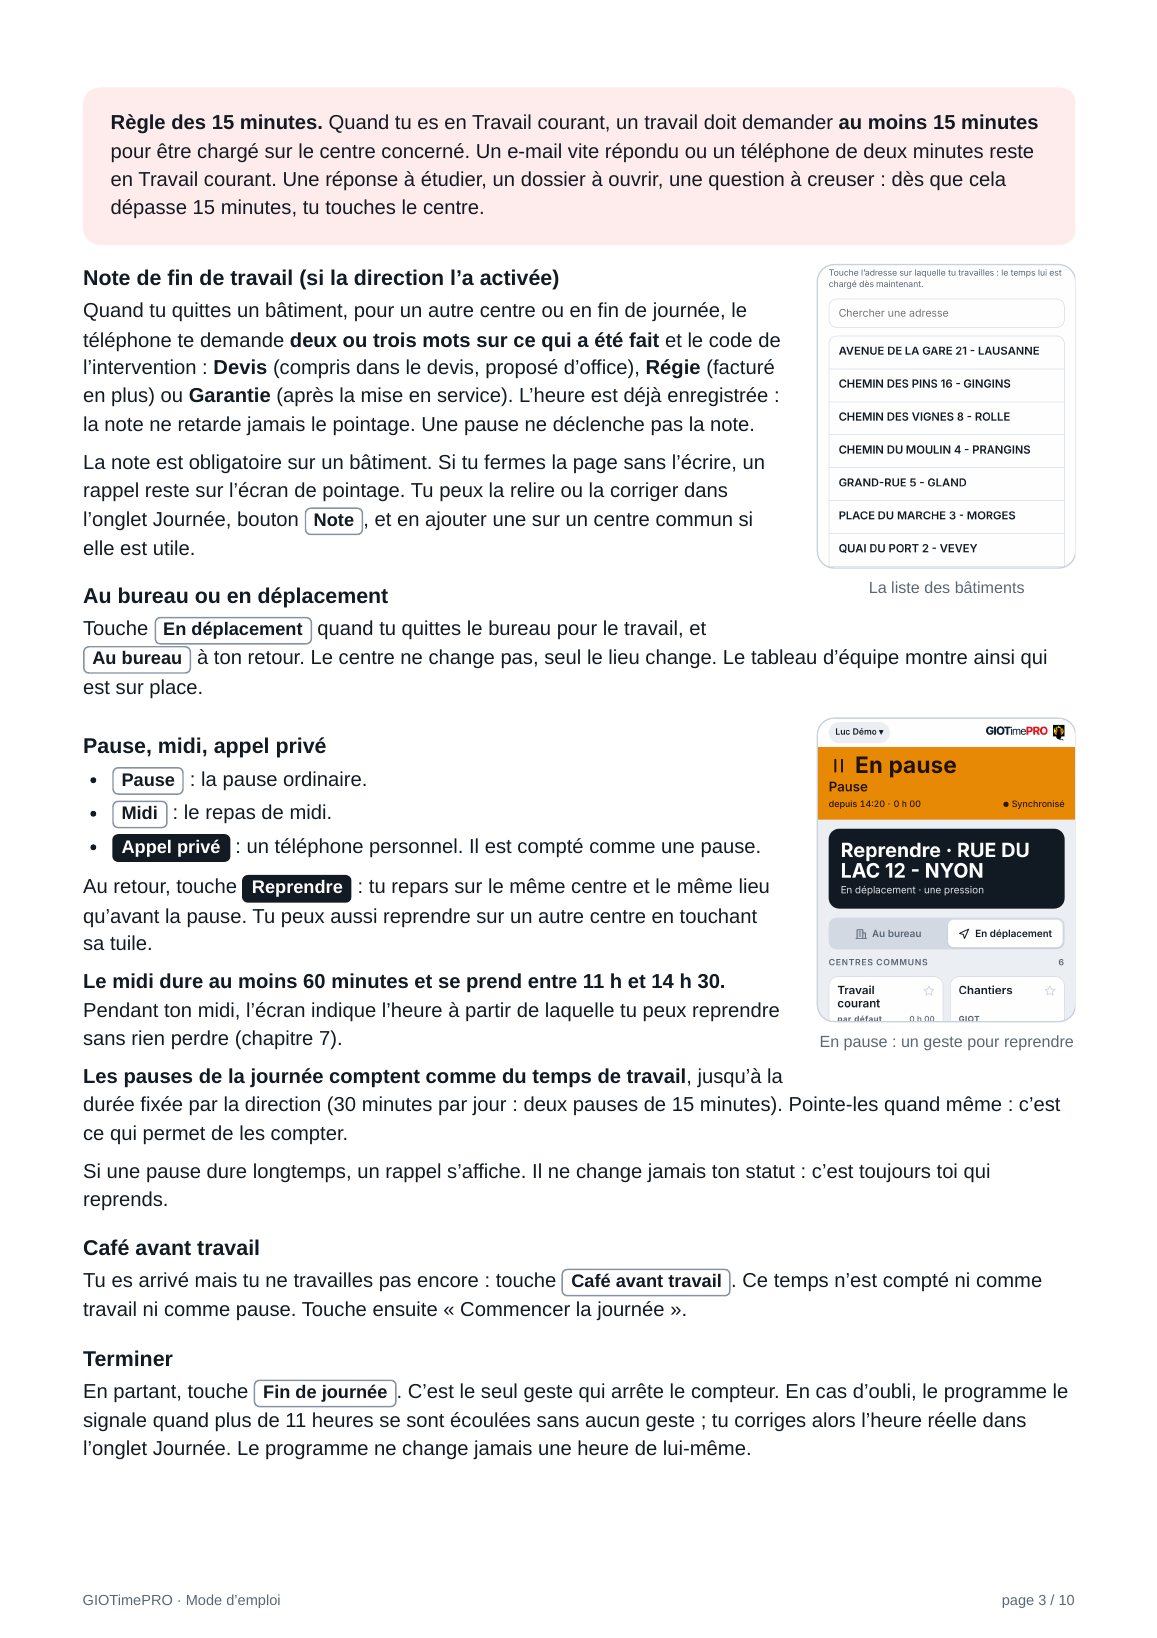 Règle des 15 minutes. Quand tu es en Travail courant, un travail doit demander au moins 15 minutes
pour être chargé sur le centre concerné. Un e-mail vite répondu ou un téléphone de deux minutes reste
en Travail courant. Une réponse à étudier, un dossier à ouvrir, une question à creuser : dès que cela
dépasse 15 minutes, tu touches le centre.
Note de fin de travail (si la direction l’a activée)
Quand tu quittes un bâtiment, pour un autre centre ou en fin de journée, le
téléphone te demande deux ou trois mots sur ce qui a été fait et le code de
l’intervention : Devis (compris dans le devis, proposé d’office), Régie (facturé
en plus) ou Garantie (après la mise en service). L’heure est déjà enregistrée :
la note ne retarde jamais le pointage. Une pause ne déclenche pas la note.
La note est obligatoire sur un bâtiment. Si tu fermes la page sans l’écrire, un
rappel reste sur l’écran de pointage. Tu peux la relire ou la corriger dans
l’onglet Journée, bouton Note, et en ajouter une sur un centre commun si
elle est utile.
Touche l’adresse sur laquelle tu travailles : le temps lui est
chargé dès maintenant.
Chercher une adresse
AVENUE DE LA GARE 21 - LAUSANNE
CHEMIN DES PINS 16 - GINGINS
CHEMIN DES VIGNES 8 - ROLLE
CHEMIN DU MOULIN 4 - PRANGINS
GRAND-RUE 5 - GLAND
PLACE DU MARCHE 3 - MORGES
QUAI DU PORT 2 - VEVEY
La liste des bâtiments
Au bureau ou en déplacement
Touche En déplacement quand tu quittes le bureau pour le travail, et
Au bureau à ton retour. Le centre ne change pas, seul le lieu change. Le tableau d’équipe montre ainsi qui
est sur place.
Pause, midi, appel privé
• Pause : la pause ordinaire.
• Midi : le repas de midi.
• Appel privé : un téléphone personnel. Il est compté comme une pause.
Au retour, touche Reprendre : tu repars sur le même centre et le même lieu
qu’avant la pause. Tu peux aussi reprendre sur un autre centre en touchant
sa tuile.
Le midi dure au moins 60 minutes et se prend entre 11 h et 14 h 30.
Pendant ton midi, l’écran indique l’heure à partir de laquelle tu peux reprendre
sans rien perdre (chapitre 7).
Luc Démo ▾
GIOTimePRO
En pause
Pause
depuis 14:20 · 0 h 00
● Synchronisé
Reprendre · RUE DU
LAC 12 - NYON
En déplacement · une pression
Au bureau
En déplacement
CENTRES COMMUNS
6
Travail
courant
par défaut
0 h 00
Chantiers
GIOT
En pause : un geste pour reprendre
Les pauses de la journée comptent comme du temps de travail, jusqu’à la
durée fixée par la direction (30 minutes par jour : deux pauses de 15 minutes). Pointe-les quand même : c’est
ce qui permet de les compter.
Si une pause dure longtemps, un rappel s’affiche. Il ne change jamais ton statut : c’est toujours toi qui
reprends.
Café avant travail
Tu es arrivé mais tu ne travailles pas encore : touche Café avant travail. Ce temps n’est compté ni comme
travail ni comme pause. Touche ensuite « Commencer la journée ».
Terminer
En partant, touche Fin de journée. C’est le seul geste qui arrête le compteur. En cas d’oubli, le programme le
signale quand plus de 11 heures se sont écoulées sans aucun geste ; tu corriges alors l’heure réelle dans
l’onglet Journée. Le programme ne change jamais une heure de lui-même.
GIOTimePRO · Mode d’emploi
page 3 / 10